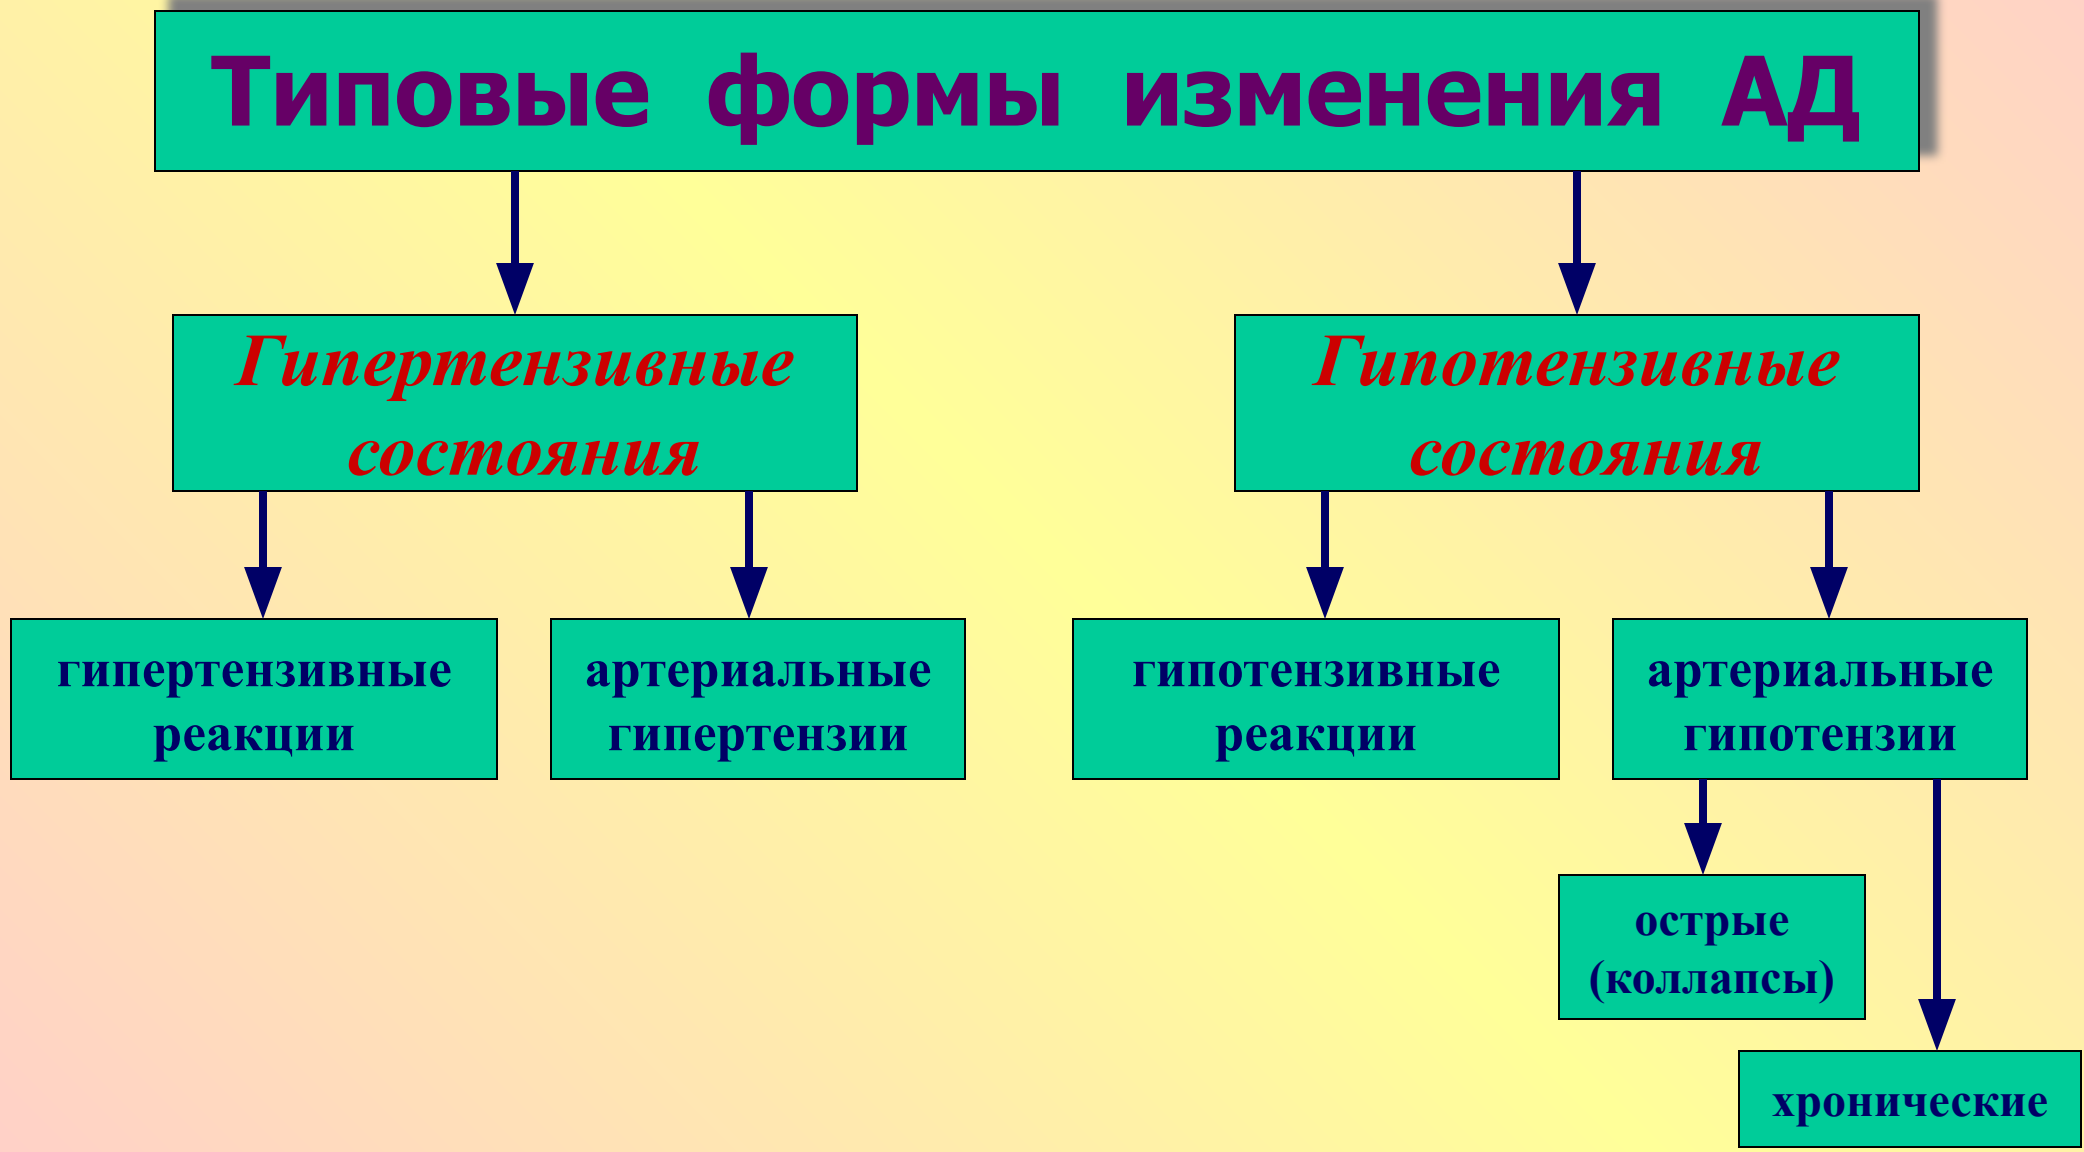 Типовые формы изменения АД
Гипертензивные
состояния
Гипотензивные
состояния
гипертензивные
реакции
артериальные
гипертензии
гипотензивные
реакции
артериальные
гипотензии
острые
(коллапсы)
хронические